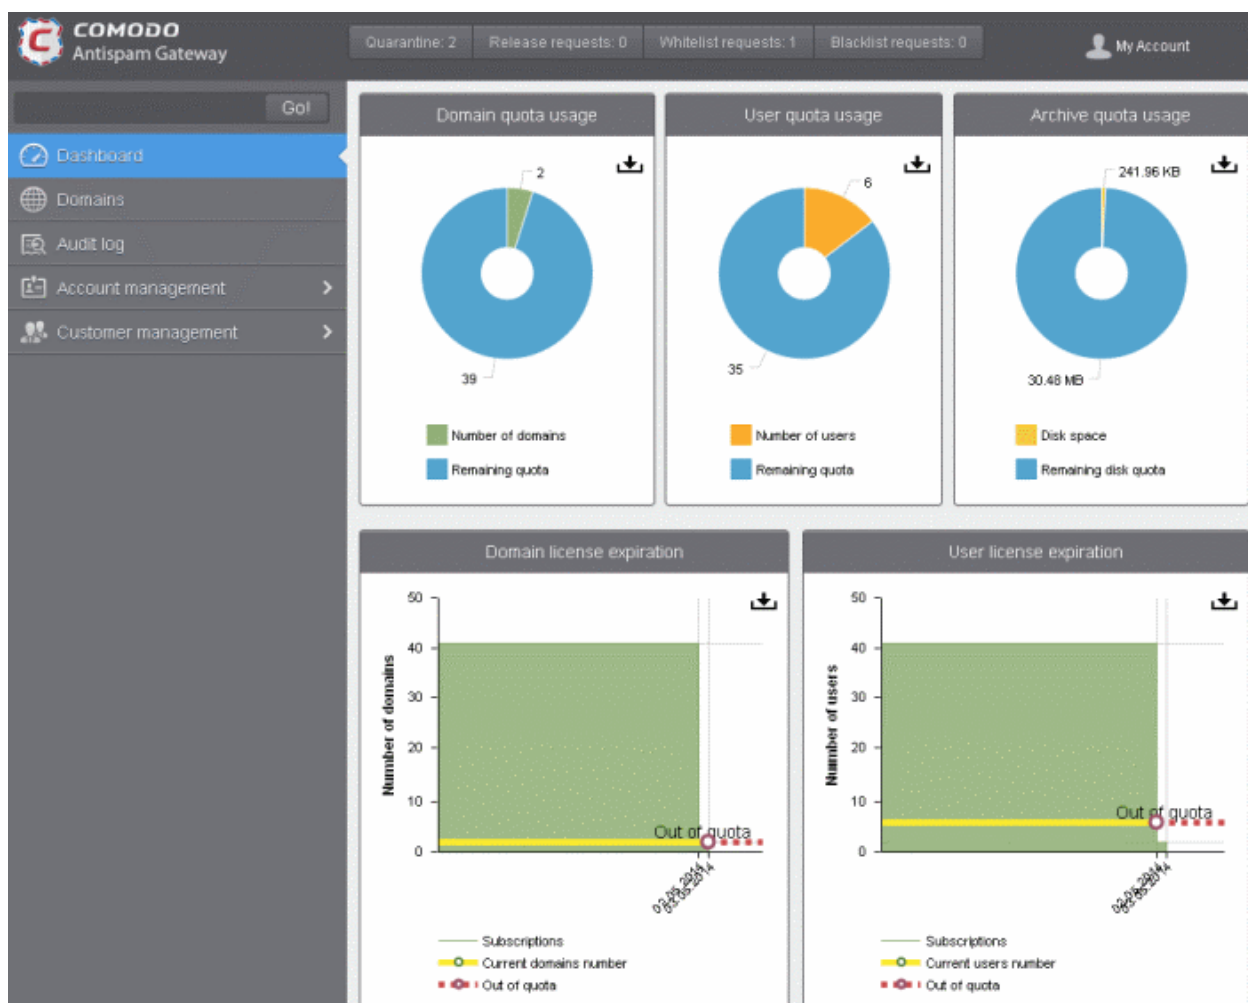 COMODO
Antispam Gateway
Quarantine: 2
Release requests: 0
Whitelist requests: 1
Blacklist requests: 0
My Account
Go!
Dashboard
Domains
Audit log
Account management
Customer management
Domain quota usage
2
39
Number of domains
Remaining quota
User quota usage
6
35
Number of users
Remaining quota
Archive quota usage
241.96 KB
30.48 MB
Disk space
Remaining disk quota
Domain license expiration
Number of domains
50
40
30
20
10
0
Out of quota
03.05.2014
Subscriptions
Current domains number
Out of quota
User license expiration
Number of users
50
40
30
20
10
0
Out of quota
Subscriptions
Current users number
Out of quota